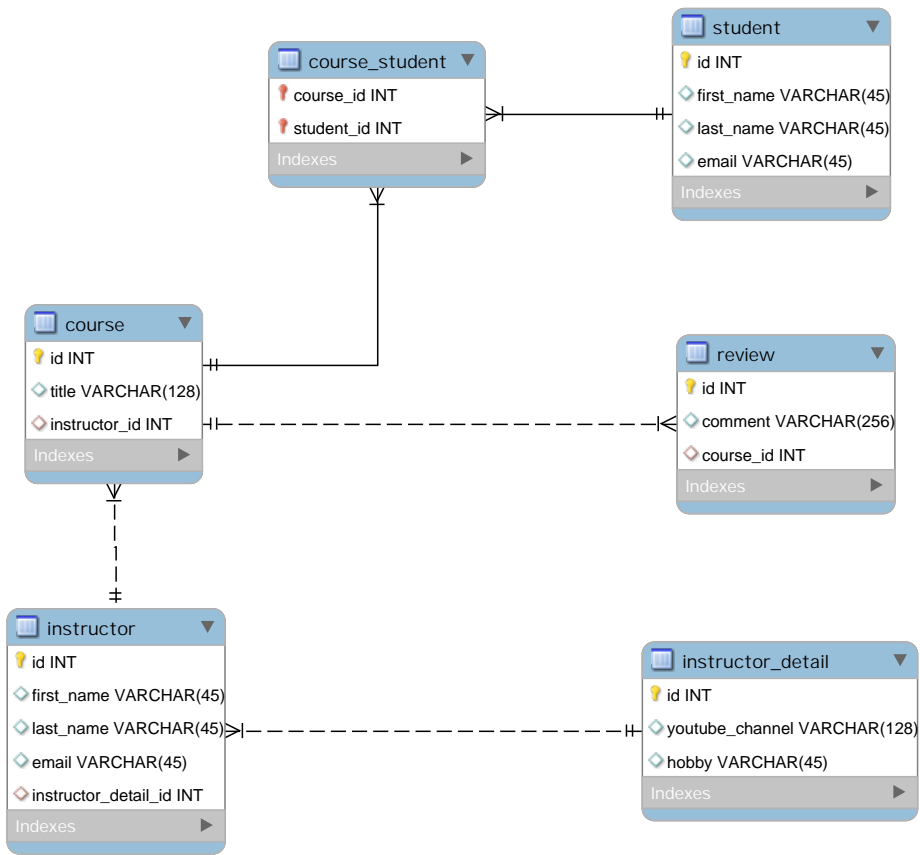 student
id INT
first_name VARCHAR(45)
last_name VARCHAR(45)
email VARCHAR(45)
Indexes
course_student
course_id INT
student_id INT
Indexes
course
id INT
title VARCHAR(128)
instructor_id INT
Indexes
review
id INT
comment VARCHAR(256)
course_id INT
Indexes
instructor
id INT
first_name VARCHAR(45)
last_name VARCHAR(45)
email VARCHAR(45)
instructor_detail_id INT
Indexes
instructor_detail
id INT
youtube_channel VARCHAR(128)
hobby VARCHAR(45)
Indexes